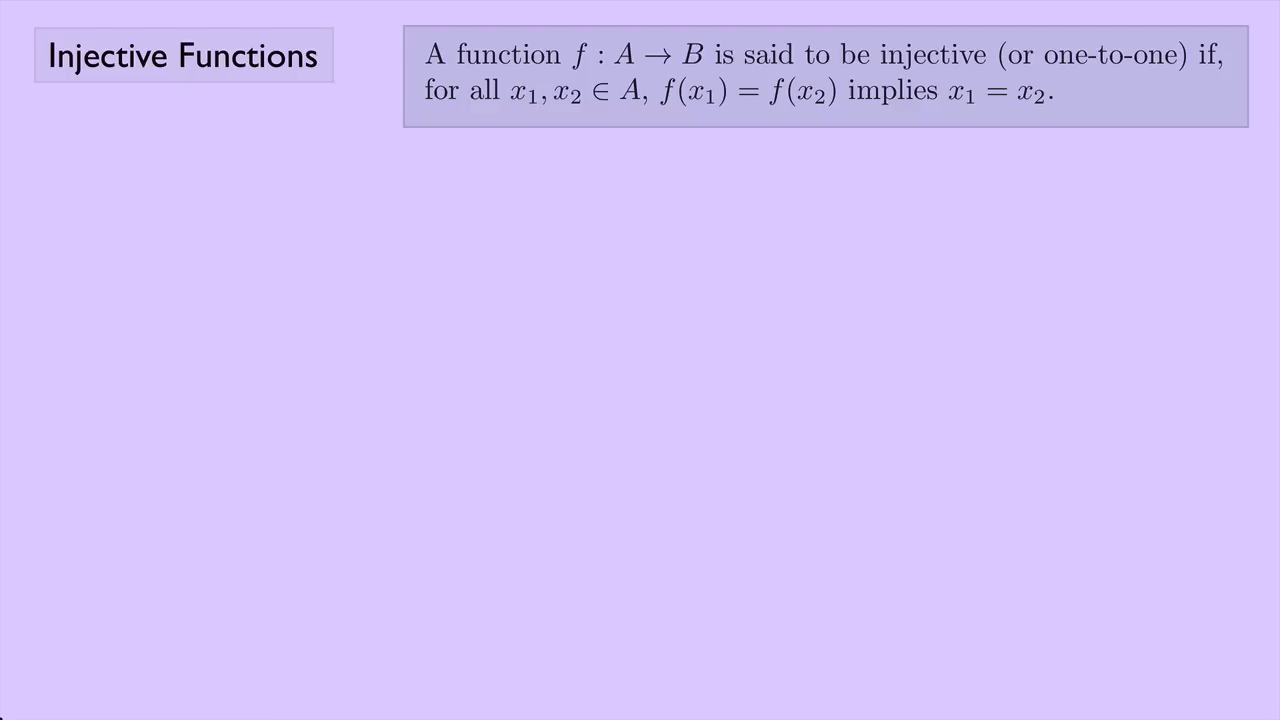 Injective Functions
A function f : A → B is said to be injective (or one-to-one) if,
for all x₁, x₂ ∈ A, f(x₁) = f(x₂) implies x₁ = x₂.